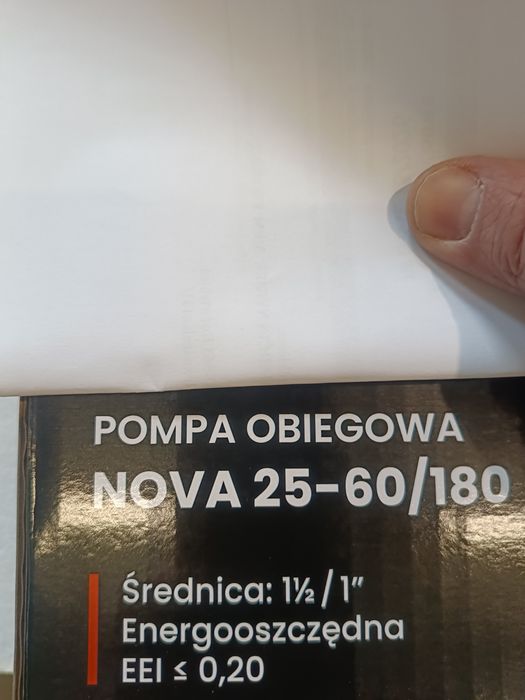 POMPA OBIEGOWA
NOVA 25-60/180
Średnica: 1½ / 1”
Energooszczędna
EEI ≤ 0,20